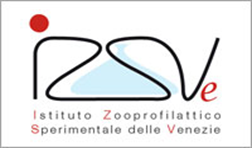 iZSVe
Istituto Zooprofilattico
Sperimentale delle Venezie